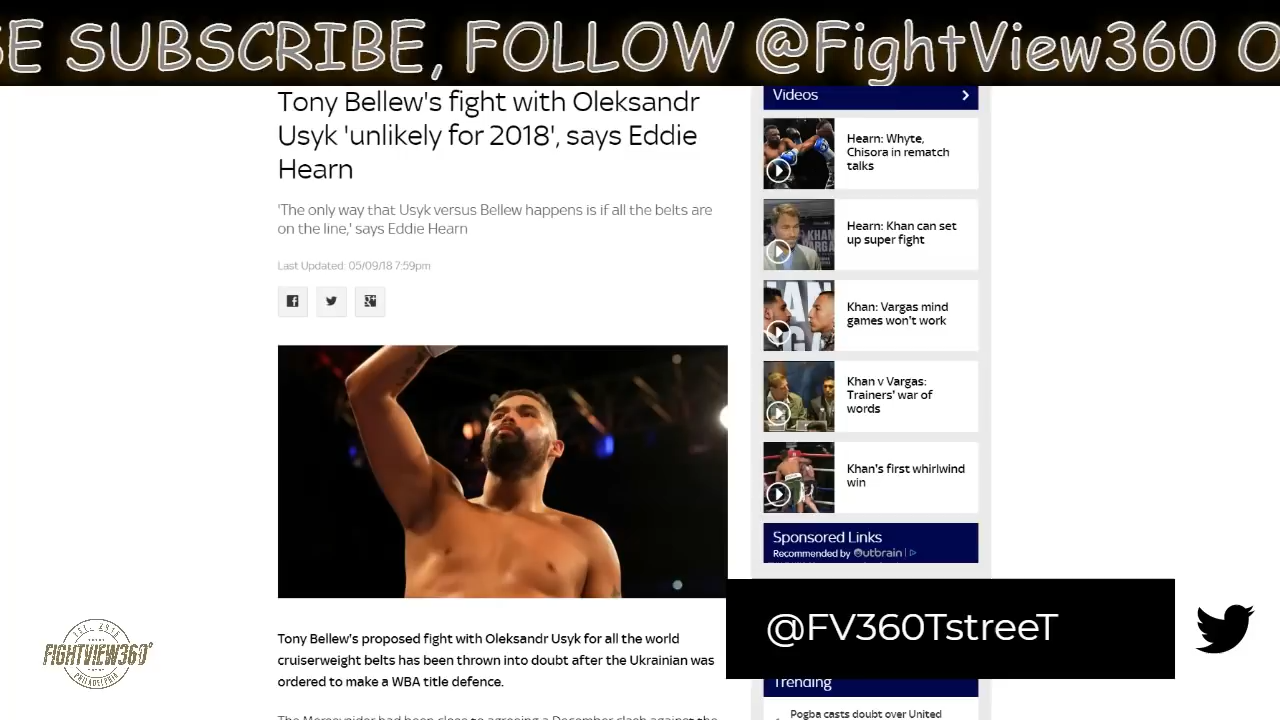 SE SUBSCRIBE, FOLLOW @FightView360 O
Tony Bellew's fight with Oleksandr
Usyk 'unlikely for 2018', says Eddie
Hearn
'The only way that Usyk versus Bellew happens is if all the belts are
on the line,' says Eddie Hearn
Last Updated: 05/09/18 7:59pm
Tony Bellew's proposed fight with Oleksandr Usyk for all the world
cruiserweight belts has been thrown into doubt after the Ukrainian was
ordered to make a WBA title defence.
Videos
Hearn: Whyte,
Chisora in rematch
talks
Hearn: Khan can set
up super fight
Khan: Vargas mind
games won't work
Khan v Vargas:
Trainers' war of
words
Khan's first whirlwind
win
Sponsored Links
Recommended by Outbrain
@FV360TstreeT
Trending
Pogba casts doubt over United
FIGHTVIEW360°
PHILADELPHIA